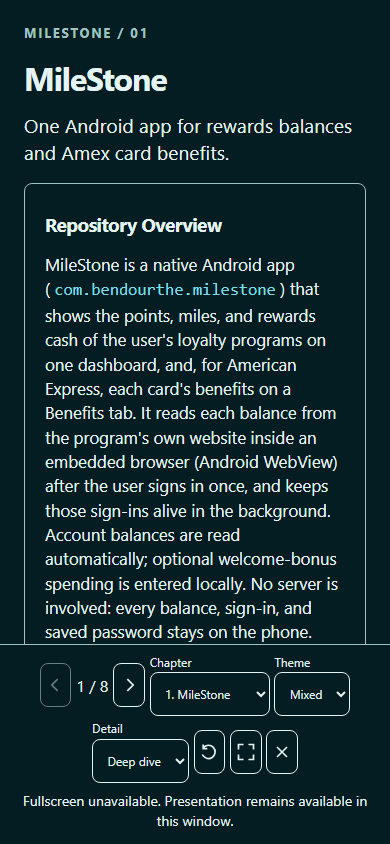 MILESTONE / 01
MileStone
One Android app for rewards balances
and Amex card benefits.
Repository Overview
MileStone is a native Android app
( com.bendourthe.milestone ) that
shows the points, miles, and rewards
cash of the user's loyalty programs on
one dashboard, and, for American
Express, each card's benefits on a
Benefits tab. It reads each balance from
the program's own website inside an
embedded browser (Android WebView)
after the user signs in once, and keeps
those sign-ins alive in the background.
Account balances are read
automatically; optional welcome-bonus
spending is entered locally. No server is
involved: every balance, sign-in, and
saved password stays on the phone.
1 / 8
Chapter
1. MileStone
Theme
Mixed
Detail
Deep dive
Fullscreen unavailable. Presentation remains available in
this window.